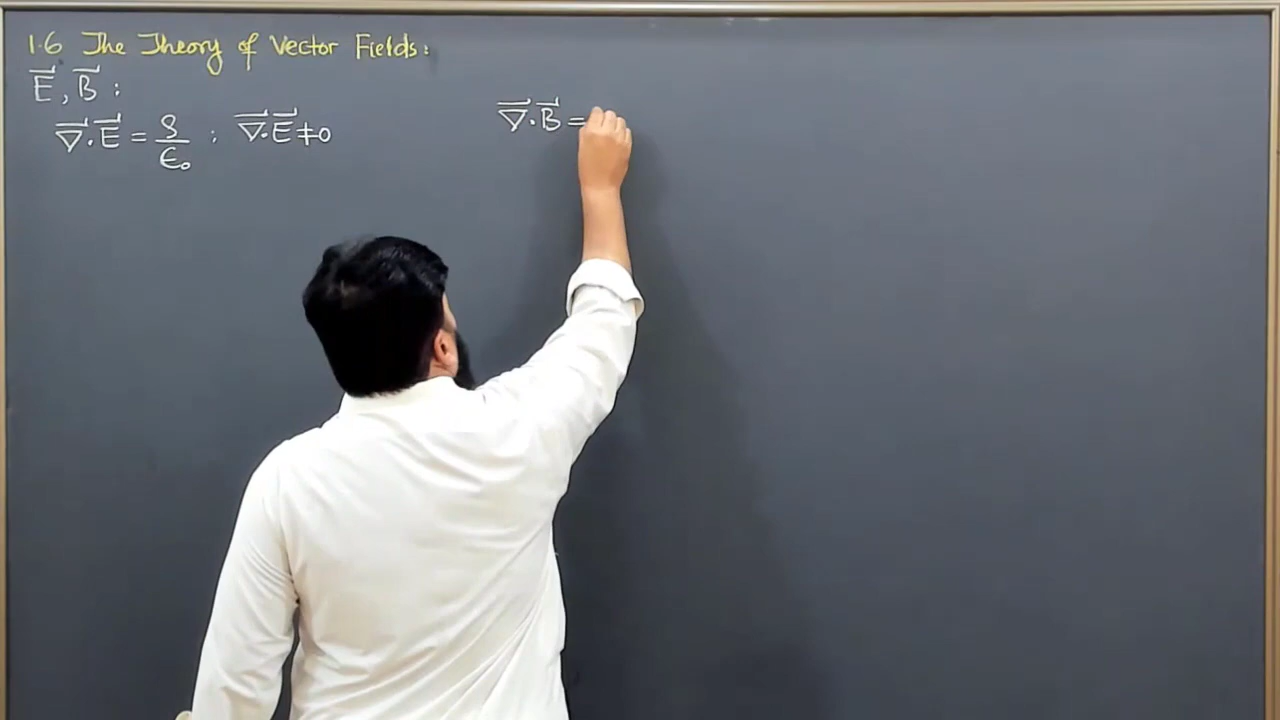 1.6 The Theory of Vector Fields:
E⃗, B⃗ :
∇⃗·E⃗ = ρ/ϵ₀ ; ∇⃗·E⃗ ≠ 0    ∇⃗·B⃗ =